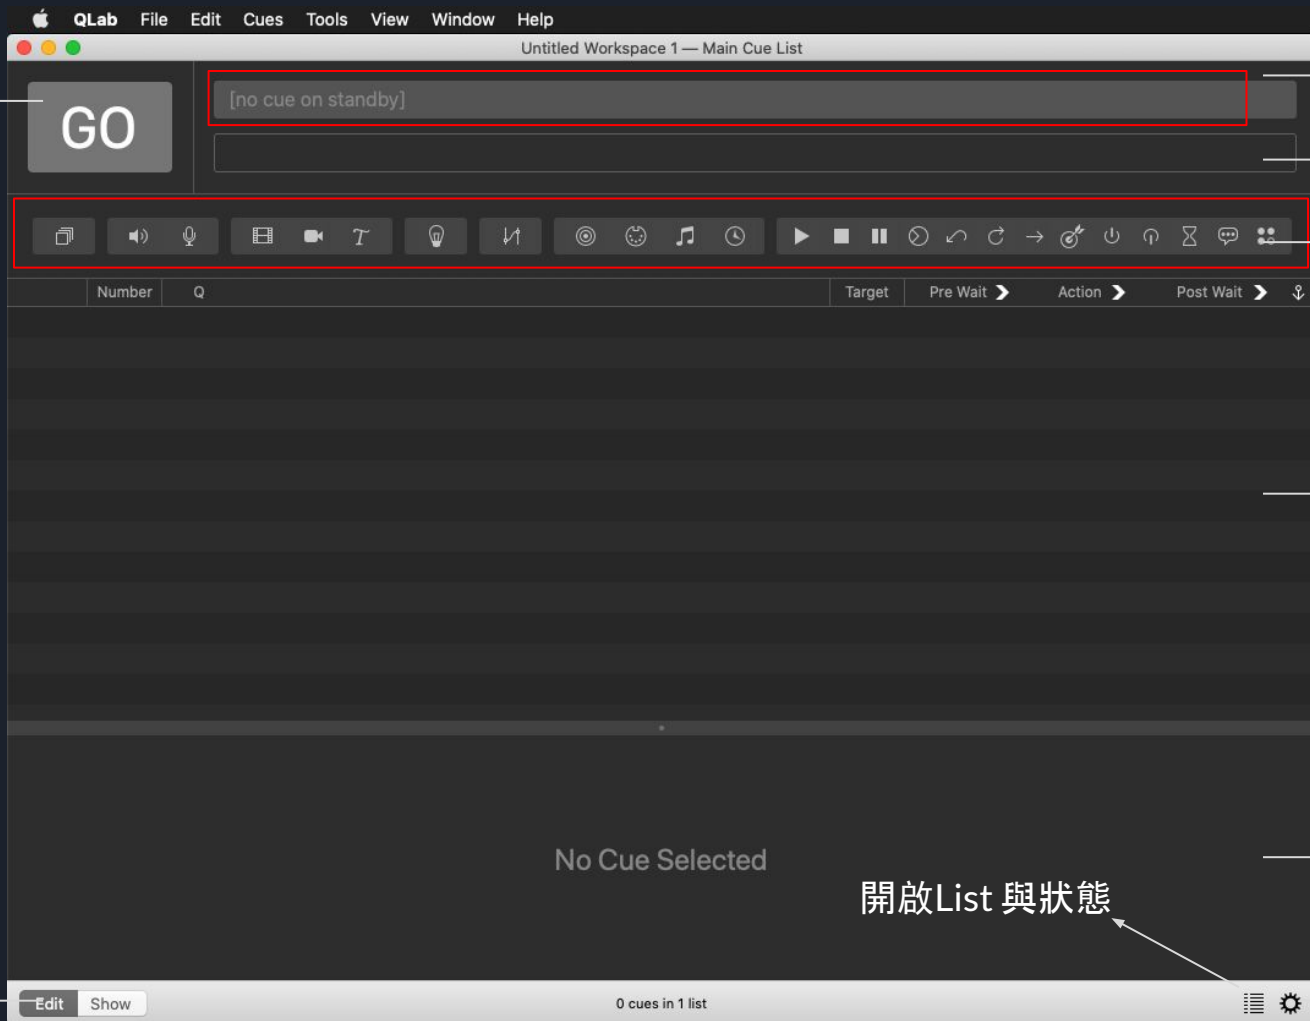 QLab File Edit Cues Tools View Window Help
Untitled Workspace 1 — Main Cue List
GO
[no cue on standby]
Number Q Target Pre Wait Action Post Wait
No Cue Selected
開啟List 與狀態
Edit Show 0 cues in 1 list